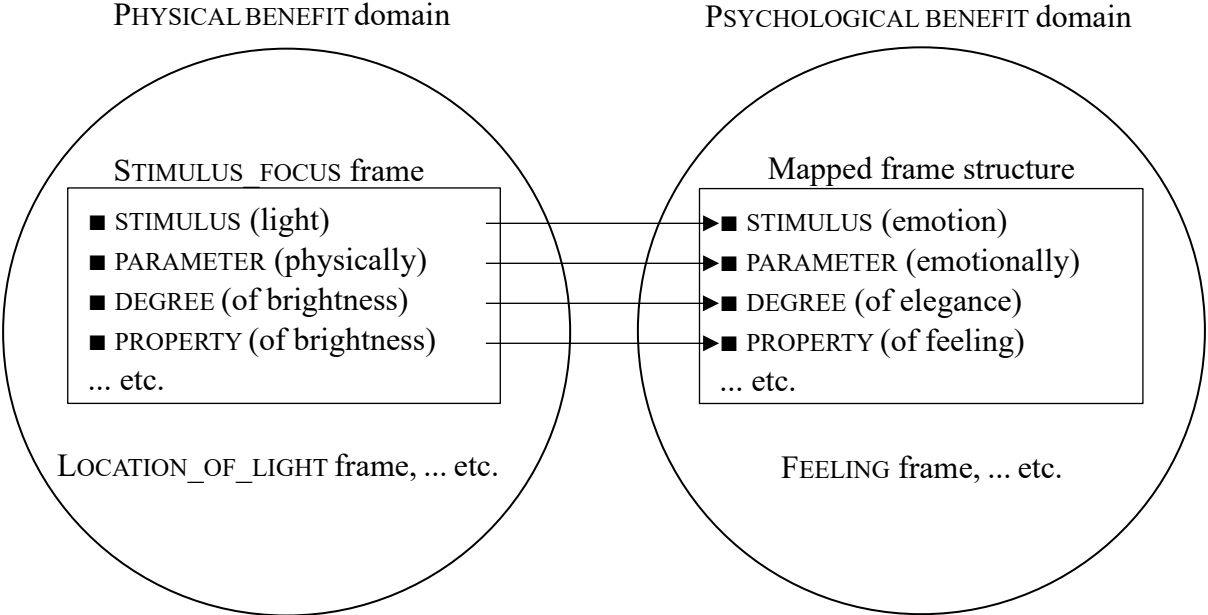 PHYSICAL BENEFIT domain
PSYCHOLOGICAL BENEFIT domain
STIMULUS_FOCUS frame
■ STIMULUS (light)
■ PARAMETER (physically)
■ DEGREE (of brightness)
■ PROPERTY (of brightness)
... etc.
LOCATION_OF_LIGHT frame, ... etc.
Mapped frame structure
■ STIMULUS (emotion)
■ PARAMETER (emotionally)
■ DEGREE (of elegance)
■ PROPERTY (of feeling)
... etc.
FEELING frame, ... etc.